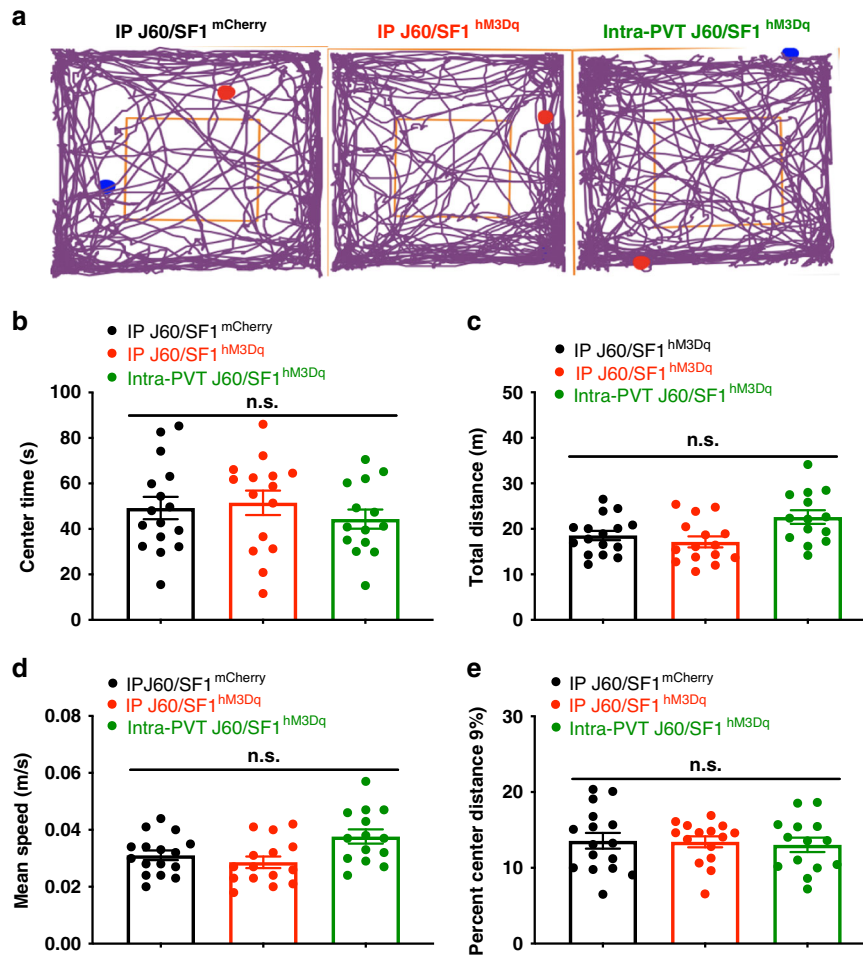 a
IP J60/SF1 mCherry
IP J60/SF1 hM3Dq
Intra-PVT J60/SF1 hM3Dq
b
IP J60/SF1 mCherry
IP J60/SF1 hM3Dq
Intra-PVT J60/SF1 hM3Dq
n.s.
Center time (s)
100
80
60
40
20
0
c
IP J60/SF1 hM3Dq
IP J60/SF1 hM3Dq
Intra-PVT J60/SF1 hM3Dq
n.s.
Total distance (m)
50
40
30
20
10
0
d
IPJ60/SF1 mCherry
IP J60/SF1 hM3Dq
Intra-PVT J60/SF1 hM3Dq
n.s.
Mean speed (m/s)
0.08
0.06
0.04
0.02
0.00
e
IP J60/SF1 mCherry
IP J60/SF1 hM3Dq
Intra-PVT J60/SF1 hM3Dq
n.s.
Percent center distance 9%)
30
20
10
0